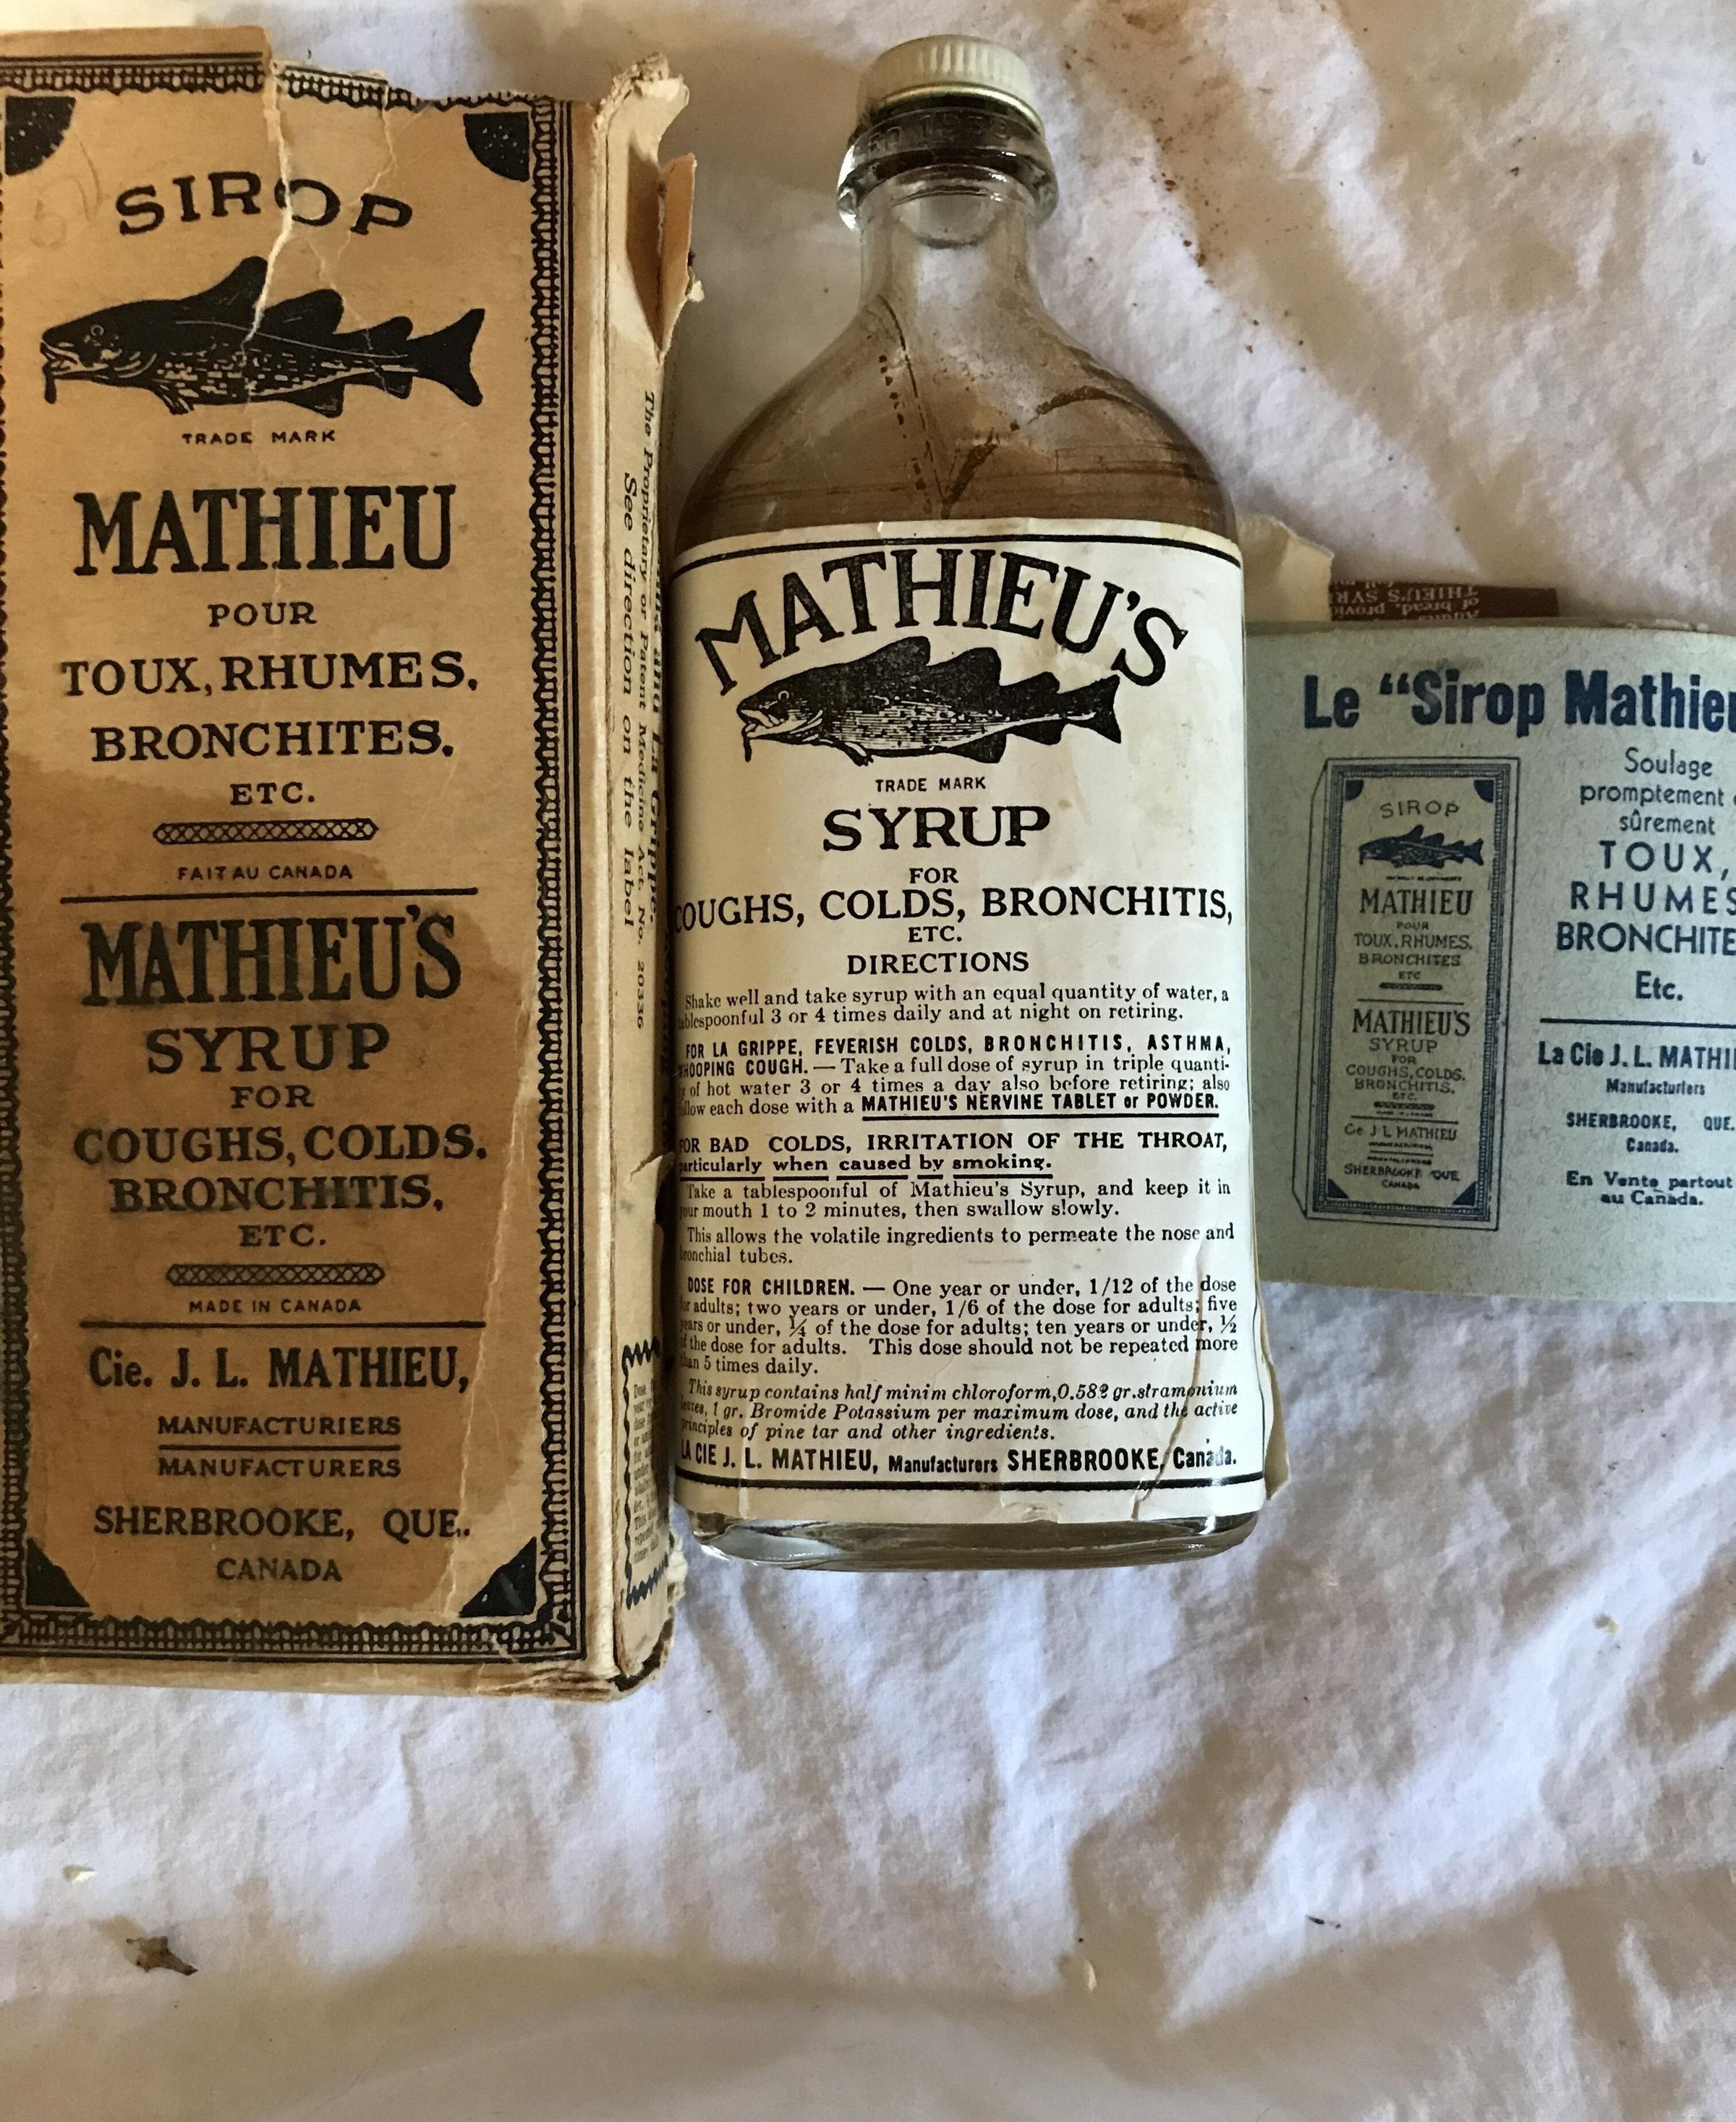 SIROP
TRADE MARK
MATHIEU
POUR
TOUX, RHUMES,
BRONCHITES,
ETC.
FAIT AU CANADA
MATHIEU'S
SYRUP
FOR
COUGHS, COLDS.
BRONCHITIS,
ETC.
MADE IN CANADA
Cie. J. L. MATHIEU,
MANUFACTURIERS
MANUFACTURERS
SHERBROOKE, QUE.
CANADA
and La Grippe.
The Proprietary or Patent Medicine Act. No. 20336
See direction on the label
MATHIEU'S
TRADE MARK
SYRUP
FOR
COUGHS, COLDS, BRONCHITIS,
ETC.
DIRECTIONS
Shake well and take syrup with an equal quantity of water, a
tablespoonful 3 or 4 times daily and at night on retiring.
FOR LA GRIPPE, FEVERISH COLDS, BRONCHITIS, ASTHMA,
WHOOPING COUGH. — Take a full dose of syrup in triple quanti-
ty of hot water 3 or 4 times a day also before retiring; also
follow each dose with a MATHIEU'S NERVINE TABLET or POWDER.
FOR BAD COLDS, IRRITATION OF THE THROAT,
particularly when caused by smoking.
Take a tablespoonful of Mathieu's Syrup, and keep it in
your mouth 1 to 2 minutes, then swallow slowly.
This allows the volatile ingredients to permeate the nose and
bronchial tubes.
DOSE FOR CHILDREN. — One year or under, 1/12 of the dose
for adults; two years or under, 1/6 of the dose for adults; five
years or under, ¼ of the dose for adults; ten years or under, ½
of the dose for adults. This dose should not be repeated more
than 5 times daily.
This syrup contains half minim chloroform, gr. stramonium
leaves, 1 gr. Bromide Potassium per maximum dose, and the active
principles of pine tar and other ingredients.
LA CIE J. L. MATHIEU, Manufacturers SHERBROOKE, Canada.
of bread,
THIEU'S SYR
Le “Sirop Mathieu
Soulage
promptement
sûrement
TOUX,
RHUMES
BRONCHITE
Etc.
La Cie J. L. MATHI
Manufacturiers
SHERBROOKE, QUE.
Canada.
En Vente partout
au Canada.
SIROP
MATHIEU
POUR
TOUX, RHUMES,
BRONCHITES
ETC
MATHIEU'S
SYRUP
FOR
COUGHS, COLDS,
BRONCHITIS,
ETC.
Cie J L MATHIEU
SHERBROOKE QUE,
CANADA